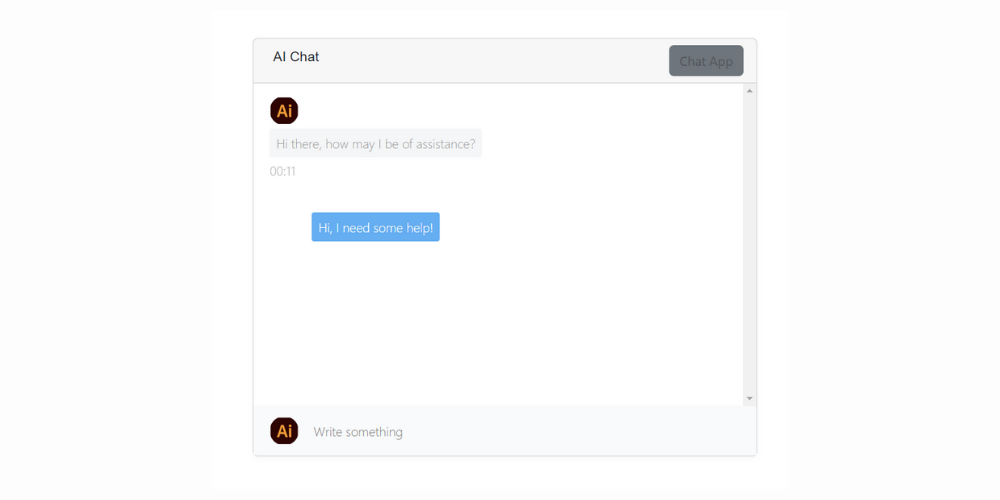 AI Chat
Chat App
Ai
Hi there, how may I be of assistance?
00:11
Hi, I need some help!
Ai
Write something